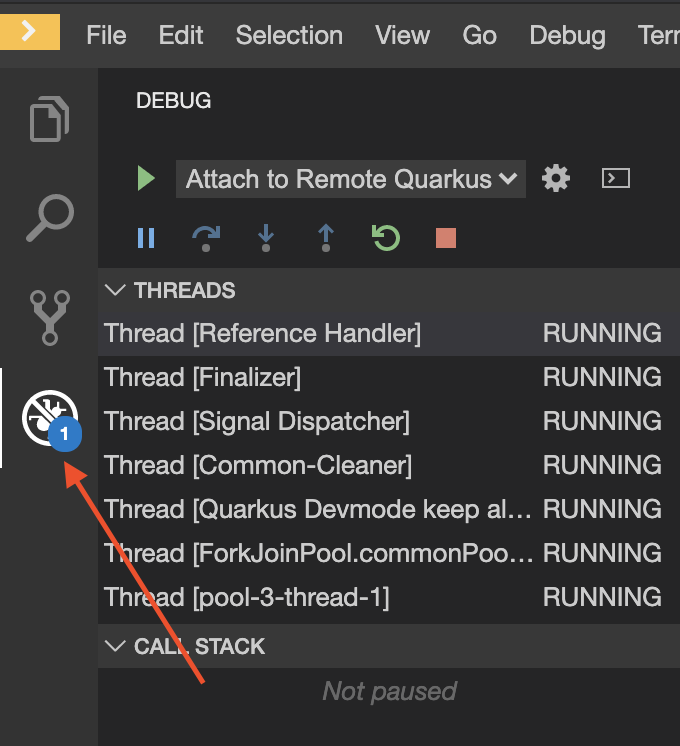 File Edit Selection View Go Debug Terr
DEBUG
Attach to Remote Quarkus
THREADS
Thread [Reference Handler] RUNNING
Thread [Finalizer] RUNNING
1
Thread [Signal Dispatcher] RUNNING
Thread [Common-Cleaner] RUNNING
Thread [Quarkus Devmode keep al... RUNNING
Thread [ForkJoinPool.commonPoo... RUNNING
Thread [pool-3-thread-1] RUNNING
CALL STACK
Not paused